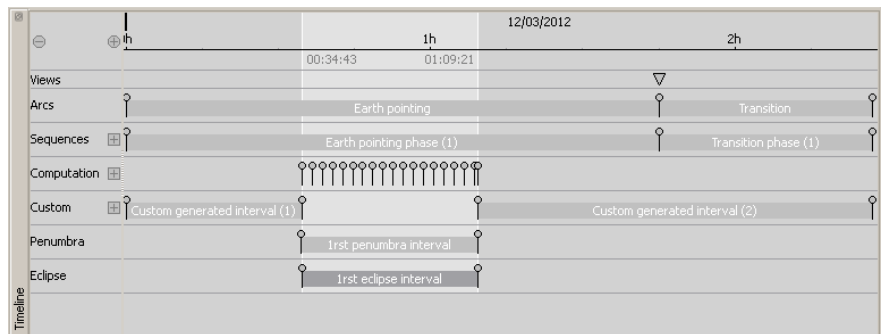 12/03/2012
0h 1h 2h
00:34:43 01:09:21
Views
Arcs Earth pointing Transition
Sequences Earth pointing phase (1) Transition phase (1)
Computation
Custom Custom generated interval (1) Custom generated interval (2)
Penumbra 1rst penumbra interval
Eclipse 1rst eclipse interval
Timeline